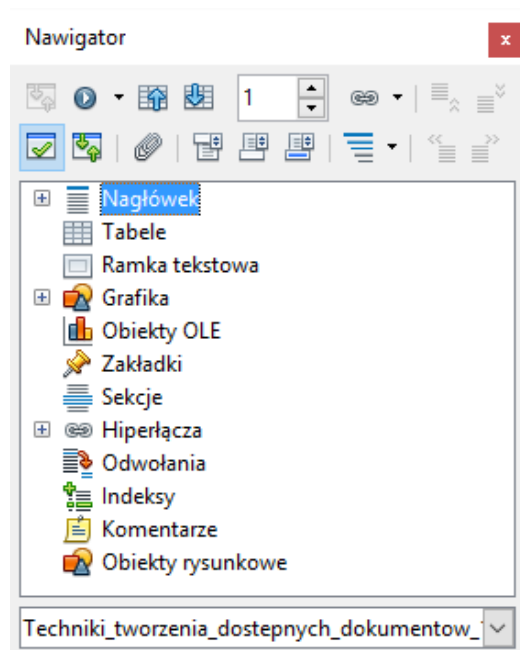 Nawigator
1
Nagłówek
Tabele
Ramka tekstowa
Grafika
Obiekty OLE
Zakładki
Sekcje
Hiperłącza
Odwołania
Indeksy
Komentarze
Obiekty rysunkowe
Techniki_tworzenia_dostepnych_dokumentow_